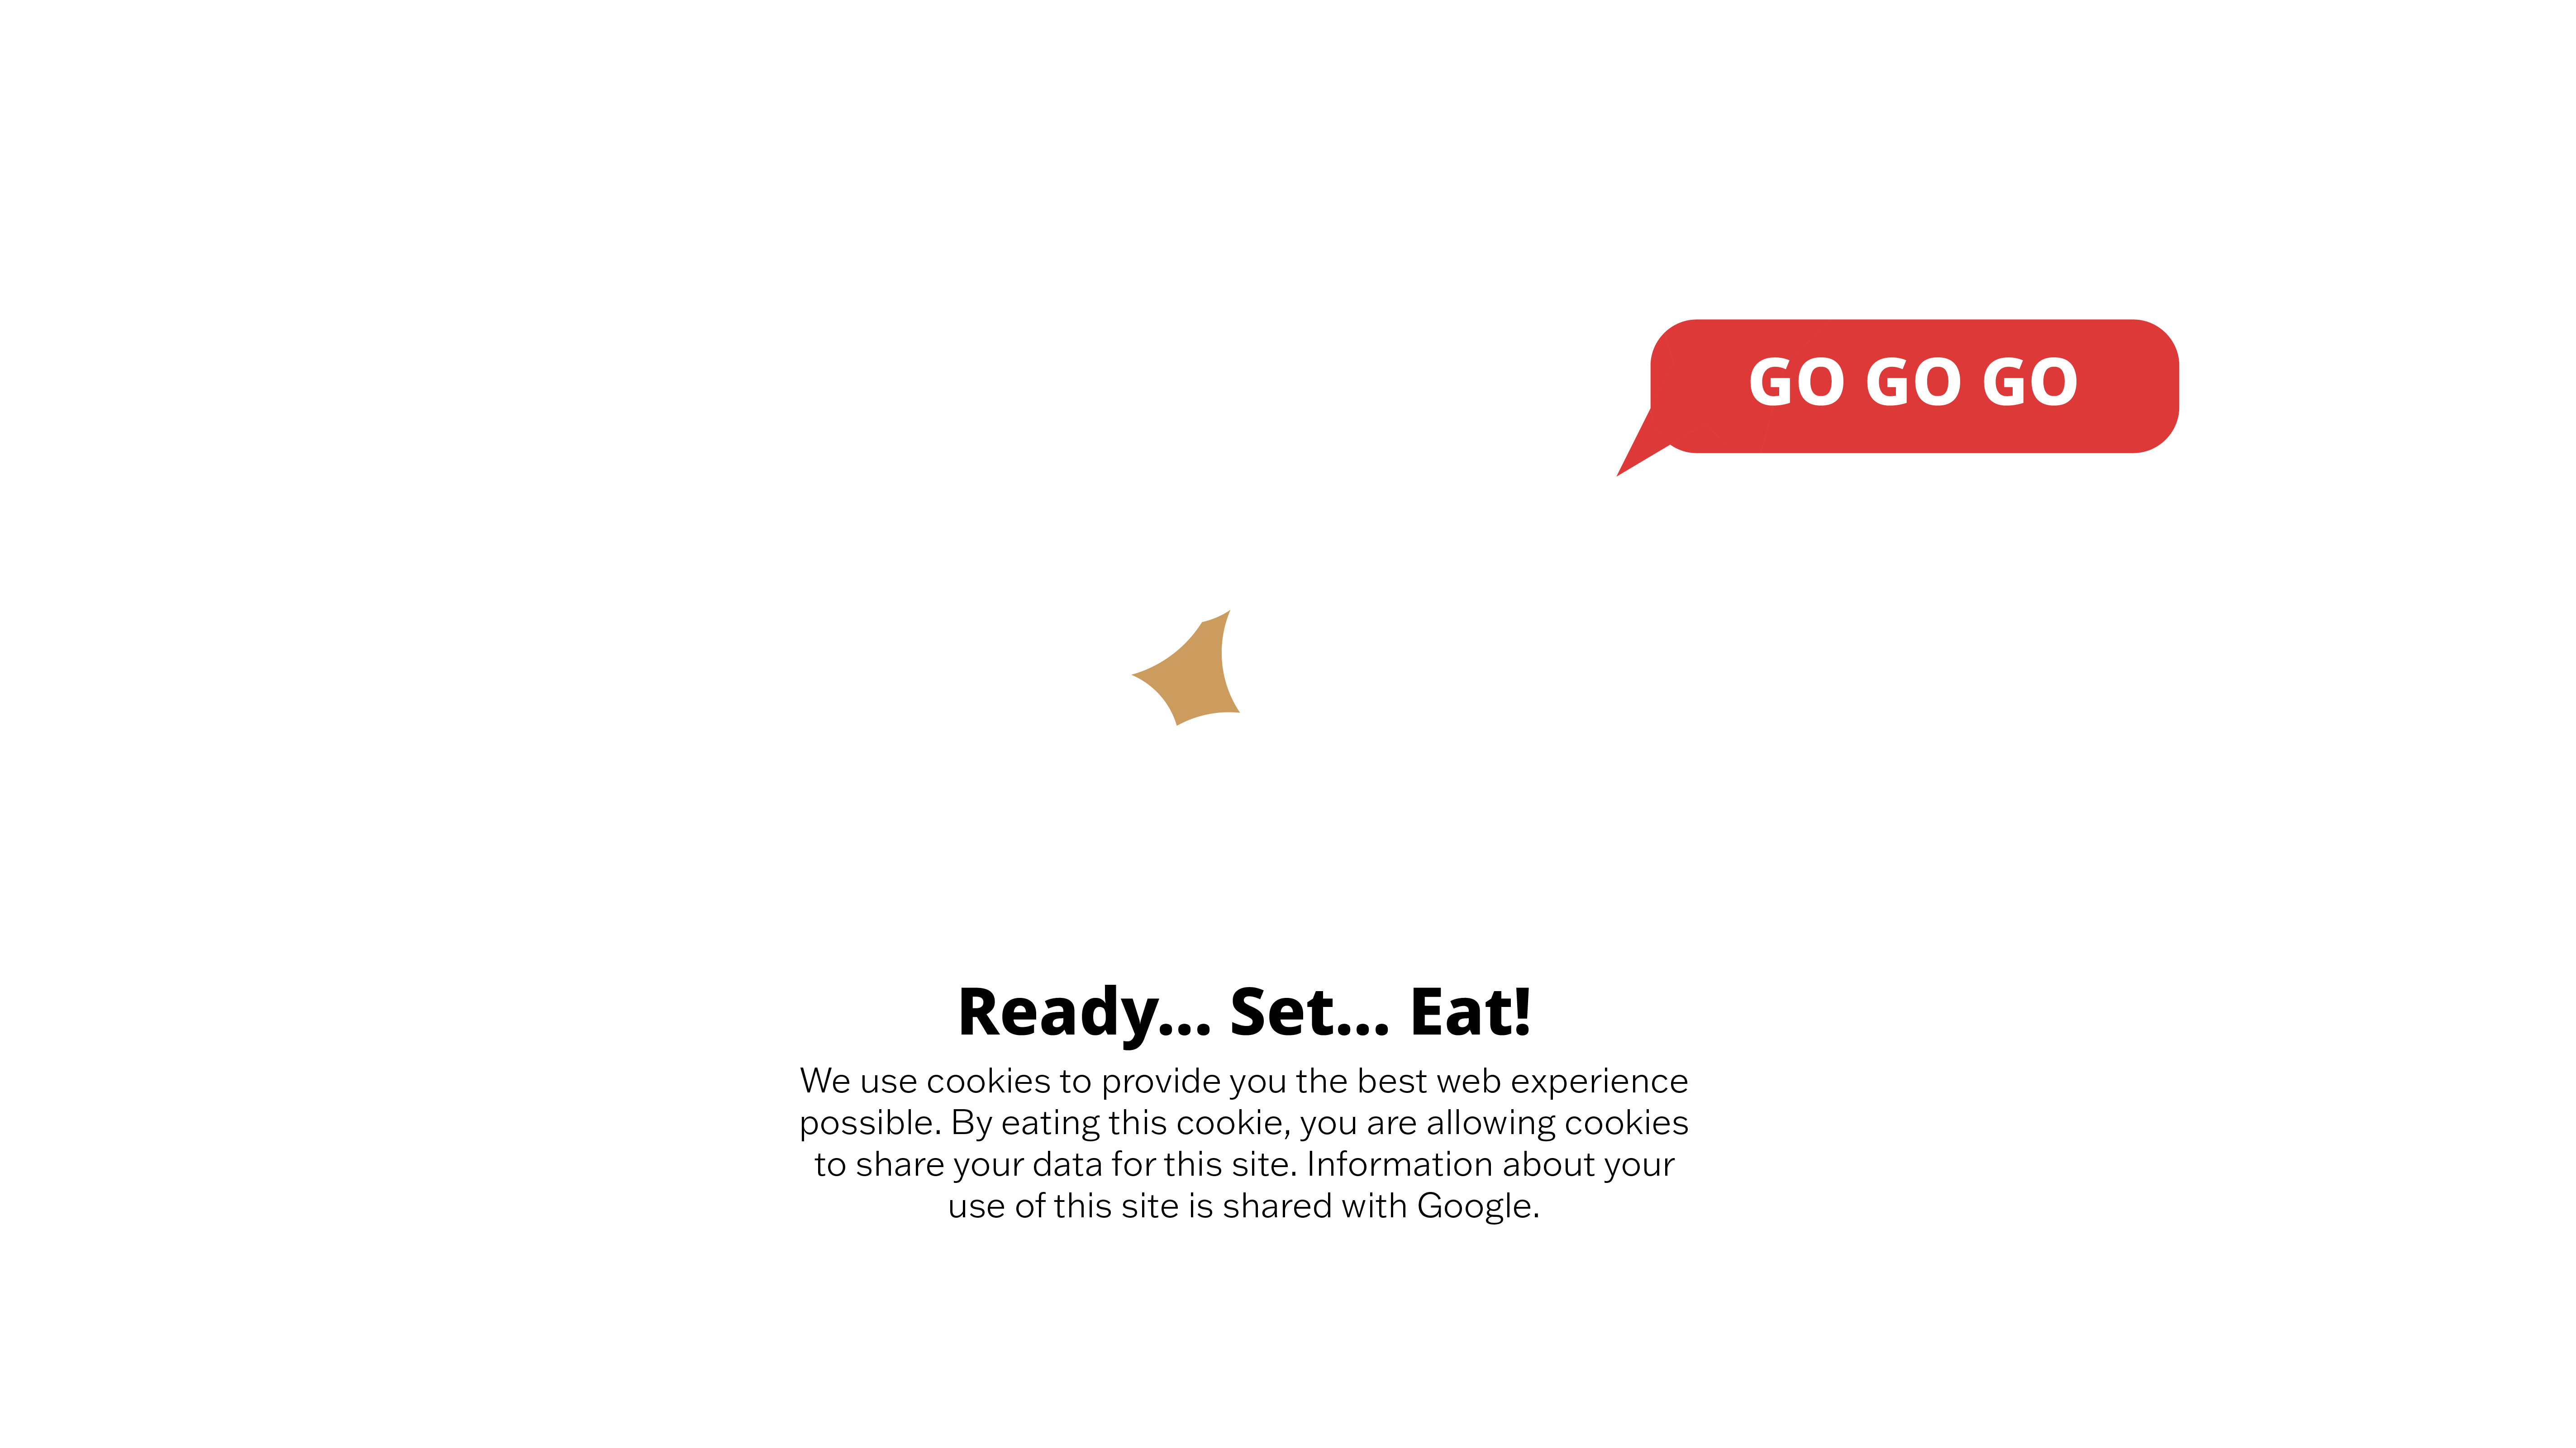 GO GO GO
Ready... Set... Eat!
We use cookies to provide you the best web experience
possible. By eating this cookie, you are allowing cookies
to share your data for this site. Information about your
use of this site is shared with Google.